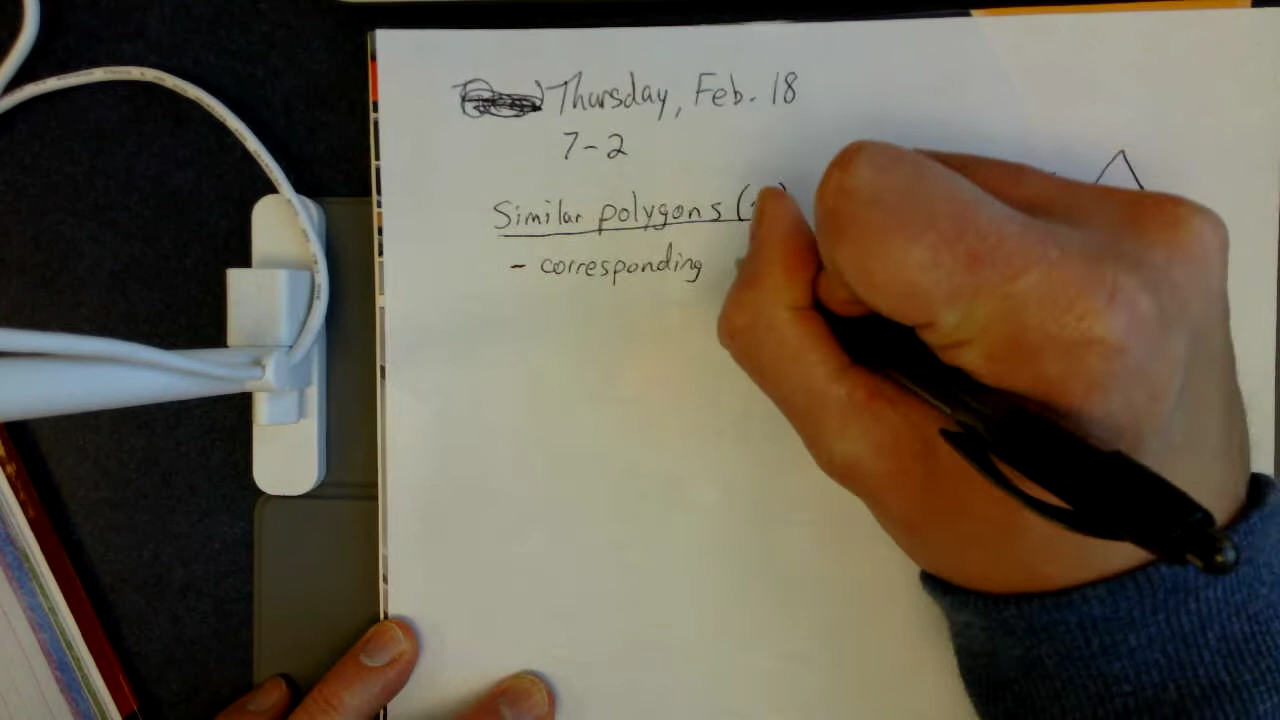 Thursday, Feb. 18
7-2
Similar polygons (
- corresponding